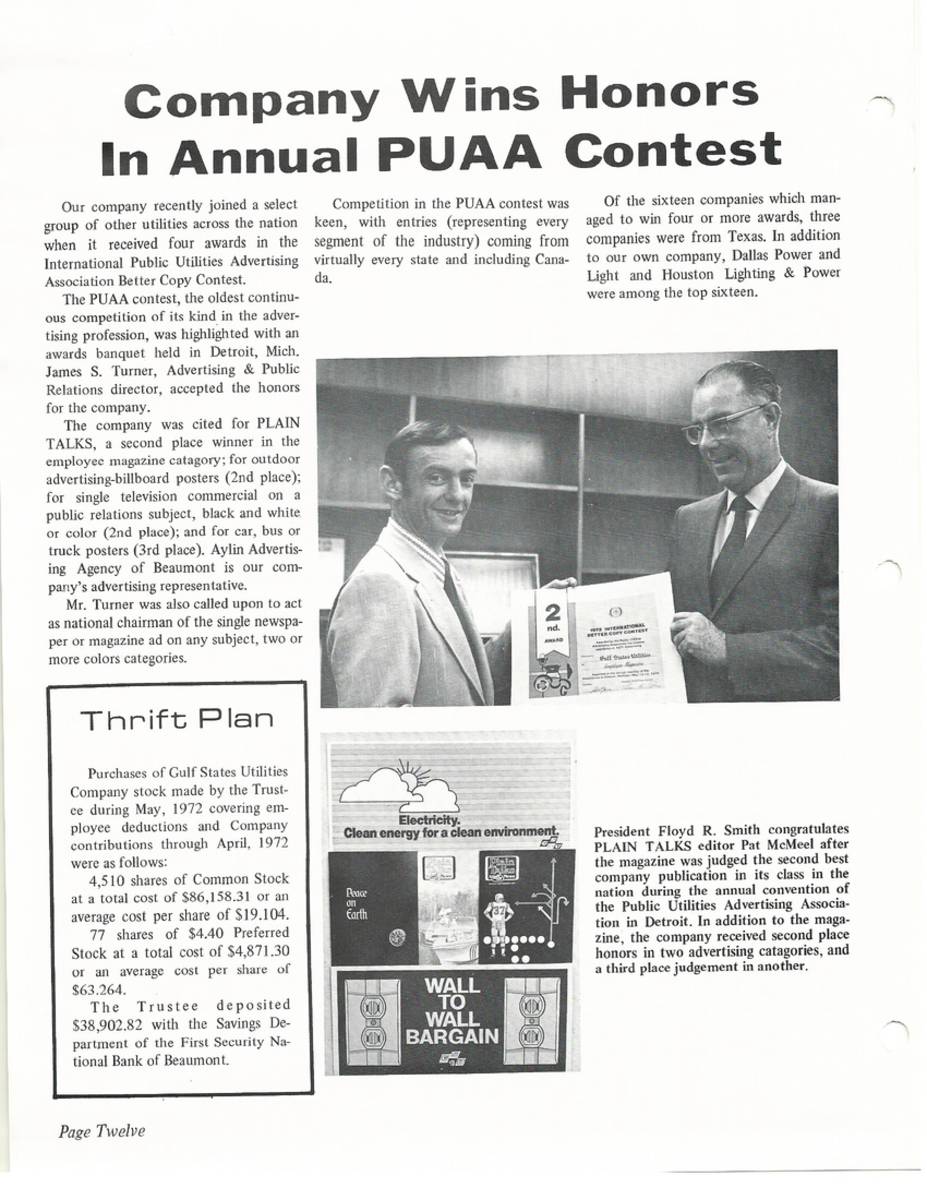 Company Wins Honors
In Annual PUAA Contest
Our company recently joined a select
group of other utilities across the nation
when it received four awards in the
International Public Utilities Advertising
Association Better Copy Contest.
The PUAA contest, the oldest continu-
ous competition of its kind in the adver-
tising profession, was highlighted with an
awards banquet held in Detroit, Mich.
James S. Turner, Advertising & Public
Relations director, accepted the honors
for the company.
The company was cited for PLAIN
TALKS, a second place winner in the
employee magazine catagory; for outdoor
advertising-billboard posters (2nd place);
for single television commercial on a
public relations subject, black and white
or color (2nd place); and for car, bus or
truck posters (3rd place). Aylin Advertis-
ing Agency of Beaumont is our com-
pany's advertising representative.
Mr. Turner was also called upon to act
as national chairman of the single newspa-
per or magazine ad on any subject, two or
more colors categories.
Competition in the PUAA contest was
keen, with entries (representing every
segment of the industry) coming from
virtually every state and including Cana-
da.
Of the sixteen companies which man-
aged to win four or more awards, three
companies were from Texas. In addition
to our own company, Dallas Power and
Light and Houston Lighting & Power
were among the top sixteen.
2
nd.
AWARD
1972 INTERNATIONAL
BETTER COPY CONTEST
Gulf States Utilities
Employee Magazine
Thrift Plan
Purchases of Gulf States Utilities
Company stock made by the Trust-
ee during May, 1972 covering em-
ployee deductions and Company
contributions through April, 1972
were as follows:
4,510 shares of Common Stock
at a total cost of $86,158.31 or an
average cost per share of $19.104.
77 shares of $4.40 Preferred
Stock at a total cost of $4,871.30
or an average cost per share of
$63.264.
The Trustee deposited
$38,902.82 with the Savings De-
partment of the First Security Na-
tional Bank of Beaumont.
Electricity.
Clean energy for a clean environment.
Peace
on
Earth
Plain
Talks
Plain
Talks
37
WALL
TO
WALL
BARGAIN
President Floyd R. Smith congratulates
PLAIN TALKS editor Pat McMeel after
the magazine was judged the second best
company publication in its class in the
nation during the annual convention of
the Public Utilities Advertising Associa-
tion in Detroit. In addition to the maga-
zine, the company received second place
honors in two advertising catagories, and
a third place judgement in another.
Page Twelve